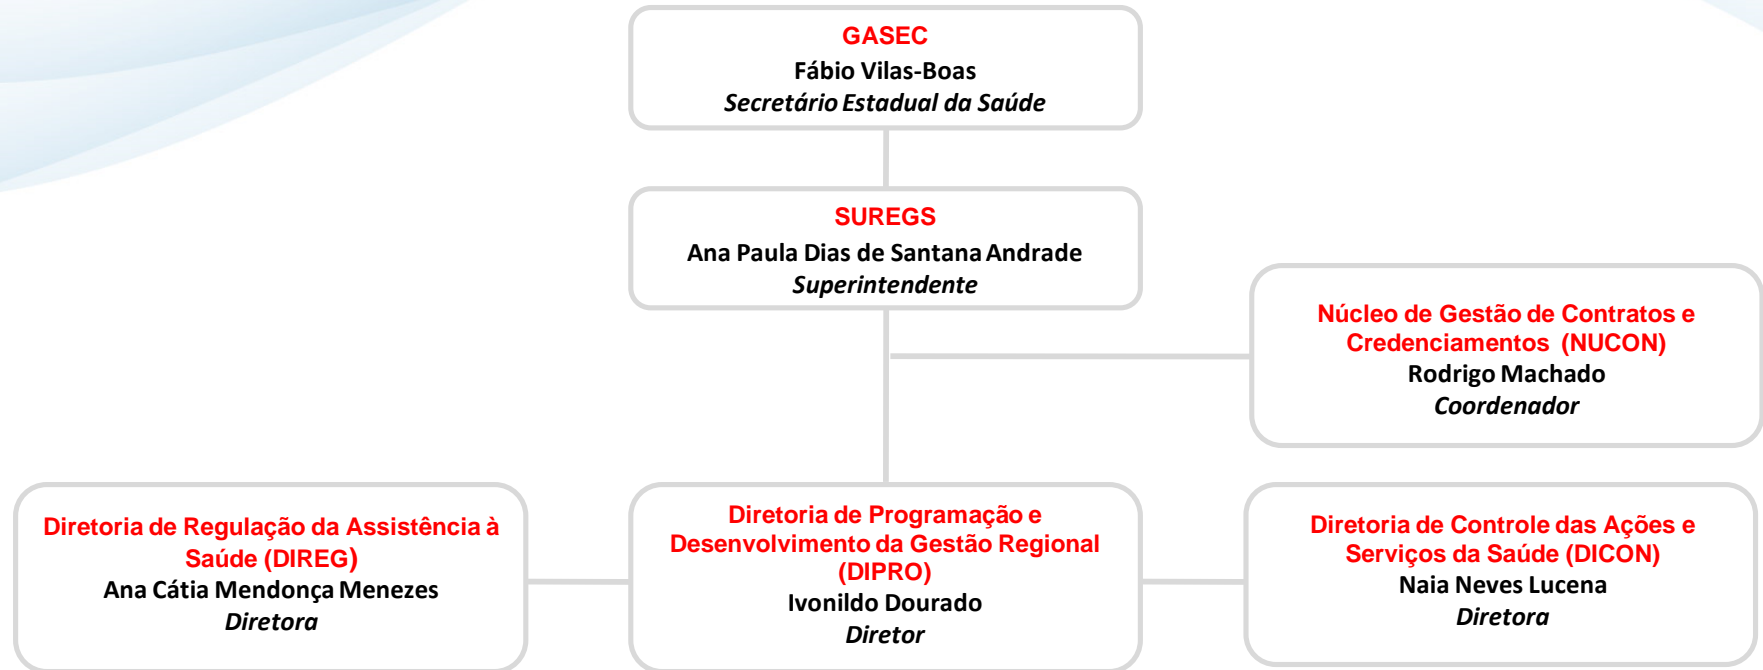 GASEC
Fábio Vilas-Boas
Secretário Estadual da Saúde
SUREGS
Ana Paula Dias de Santana Andrade
Superintendente
Núcleo de Gestão de Contratos e
Credenciamentos (NUCON)
Rodrigo Machado
Coordenador
Diretoria de Regulação da Assistência à
Saúde (DIREG)
Ana Cátia Mendonça Menezes
Diretora
Diretoria de Programação e
Desenvolvimento da Gestão Regional
(DIPRO)
Ivonildo Dourado
Diretor
Diretoria de Controle das Ações e
Serviços da Saúde (DICON)
Naia Neves Lucena
Diretora